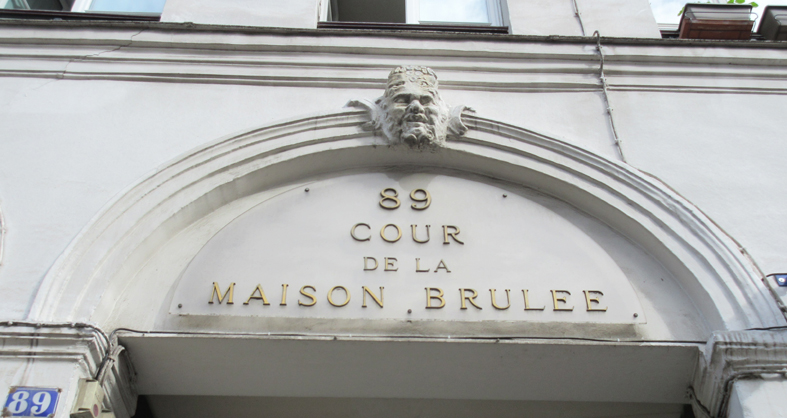 89
COUR
DE LA
MAISON BRULEE
89